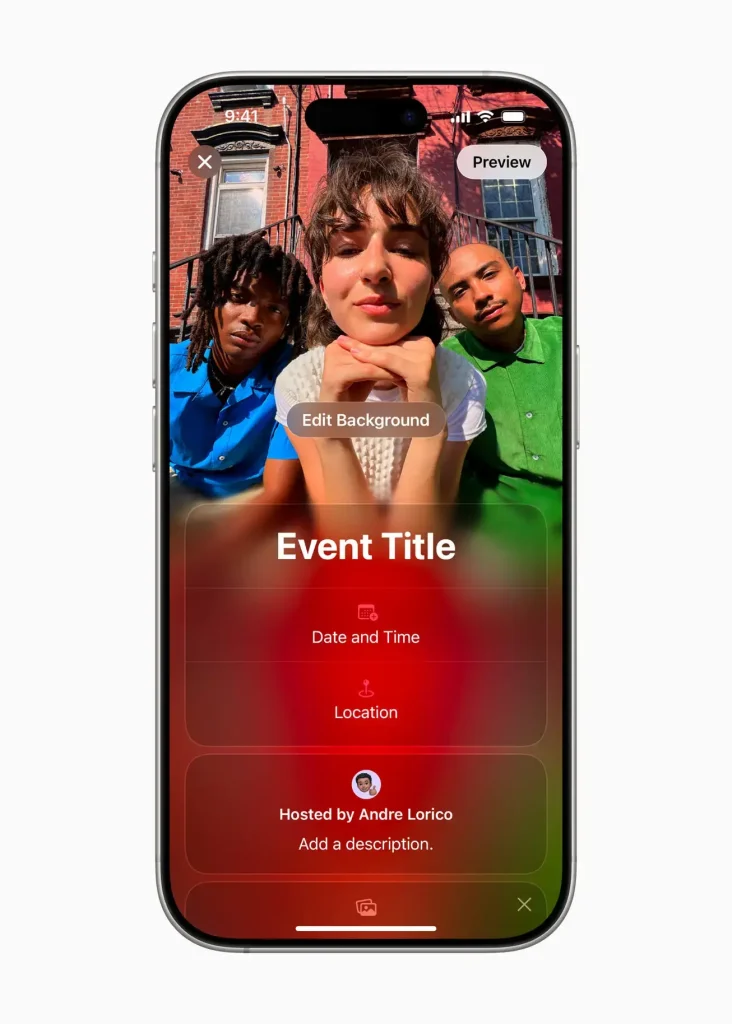 9:41
Preview
Edit Background
Event Title
Date and Time
Location
Hosted by Andre Lorico
Add a description.